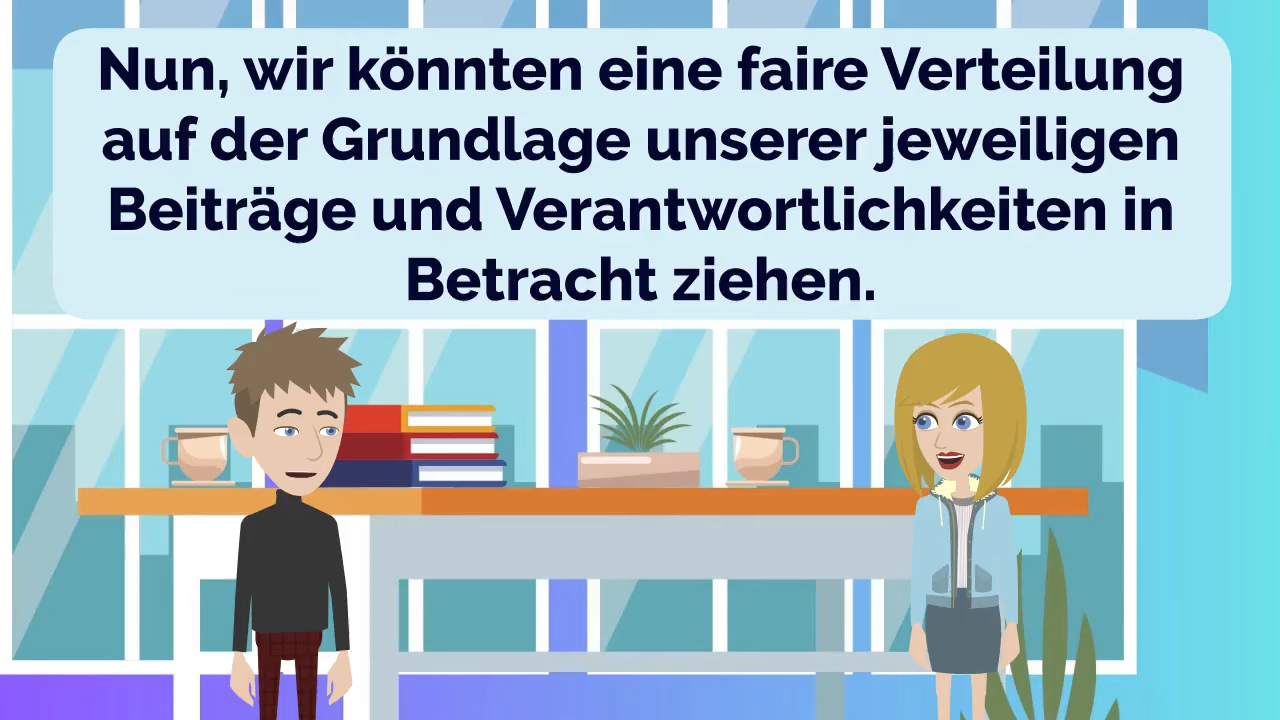 Nun, wir könnten eine faire Verteilung
auf der Grundlage unserer jeweiligen
Beiträge und Verantwortlichkeiten in
Betracht ziehen.